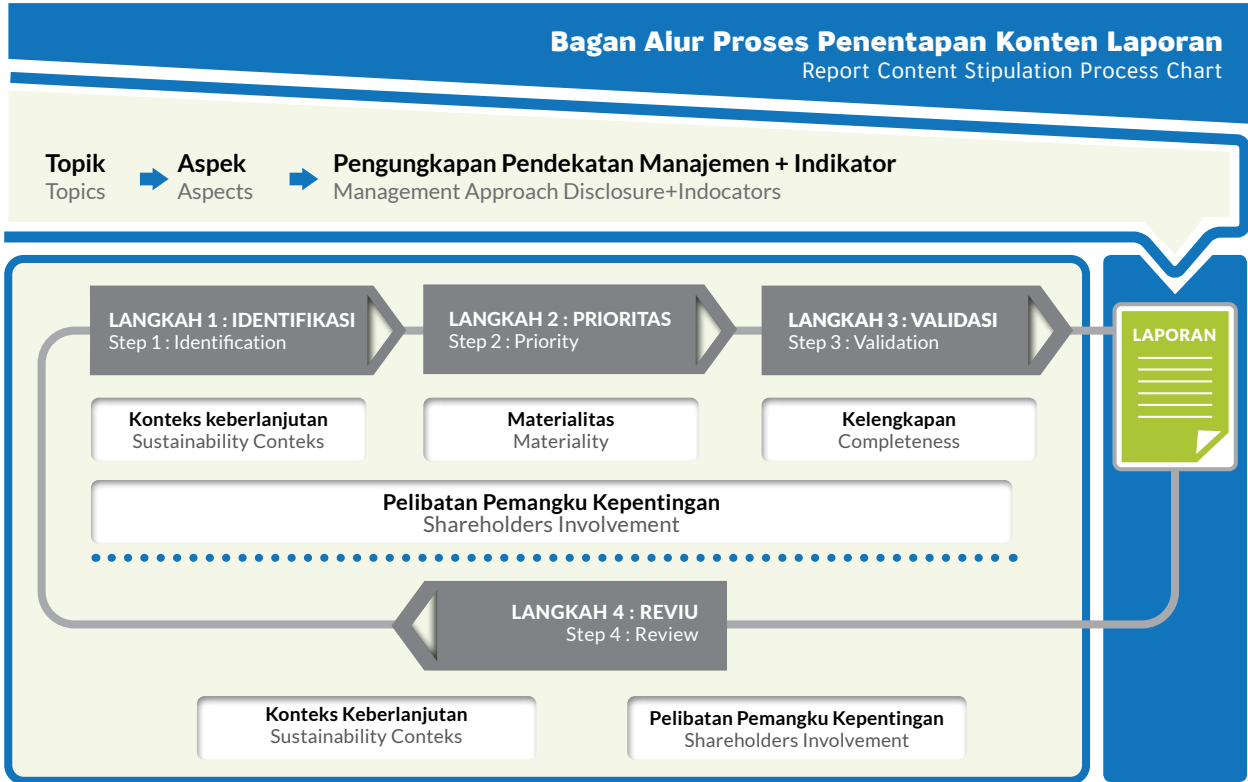 Bagan Alur Proses Penentapan Konten Laporan
Report Content Stipulation Process Chart
Topik
Topics
Aspek
Aspects
Pengungkapan Pendekatan Manajemen + Indikator
Management Approach Disclosure+Indocators
LANGKAH 1 : IDENTIFIKASI
Step 1 : Identification
LANGKAH 2 : PRIORITAS
Step 2 : Priority
LANGKAH 3 : VALIDASI
Step 3 : Validation
LAPORAN
Konteks keberlanjutan
Sustainability Conteks
Materialitas
Materiality
Kelengkapan
Completeness
Pelibatan Pemangku Kepentingan
Shareholders Involvement
LANGKAH 4 : REVIU
Step 4 : Review
Konteks Keberlanjutan
Sustainability Conteks
Pelibatan Pemangku Kepentingan
Shareholders Involvement